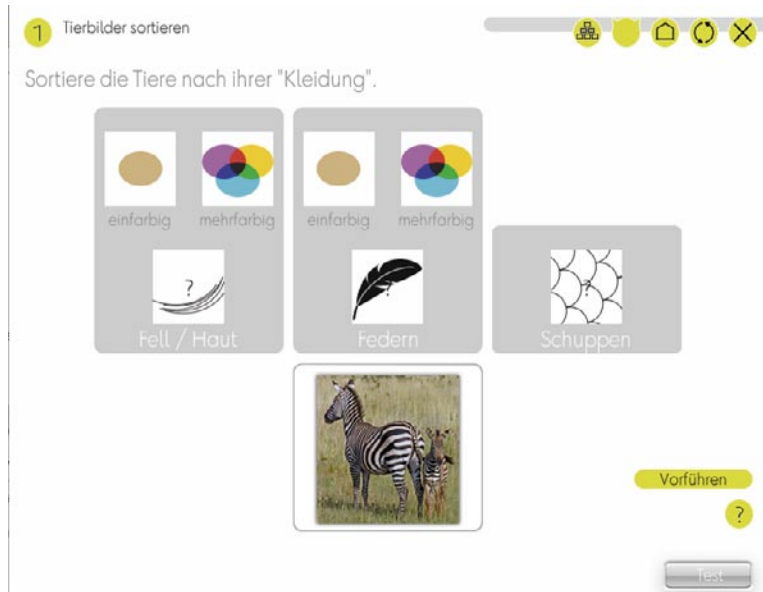 1 Tierbilder sortieren
Sortiere die Tiere nach ihrer "Kleidung".
einfarbig mehrfarbig
einfarbig mehrfarbig
?
Fell / Haut
?
Federn
?
Schuppen
Vorführen
?
Test